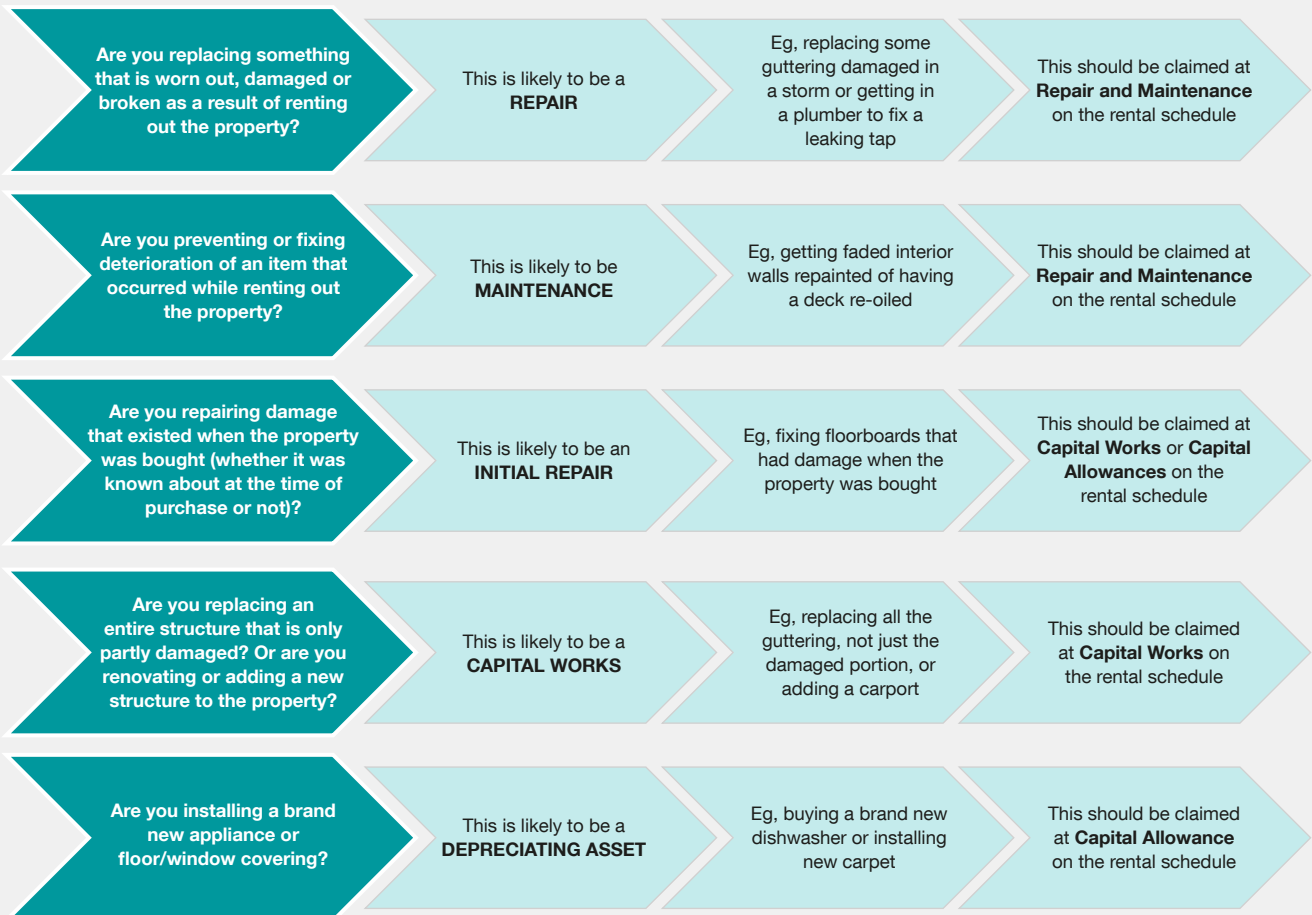 Are you replacing something
that is worn out, damaged or
broken as a result of renting
out the property?
This is likely to be a
REPAIR
Eg, replacing some
guttering damaged in
a storm or getting in
a plumber to fix a
leaking tap
This should be claimed at
Repair and Maintenance
on the rental schedule
Are you preventing or fixing
deterioration of an item that
occurred while renting out
the property?
This is likely to be
MAINTENANCE
Eg, getting faded interior
walls repainted of having
a deck re-oiled
This should be claimed at
Repair and Maintenance
on the rental schedule
Are you repairing damage
that existed when the property
was bought (whether it was
known about at the time of
purchase or not)?
This is likely to be an
INITIAL REPAIR
Eg, fixing floorboards that
had damage when the
property was bought
This should be claimed at
Capital Works or Capital
Allowances on the
rental schedule
Are you replacing an
entire structure that is only
partly damaged? Or are you
renovating or adding a new
structure to the property?
This is likely to be a
CAPITAL WORKS
Eg, replacing all the
guttering, not just the
damaged portion, or
adding a carport
This should be claimed
at Capital Works on
the rental schedule
Are you installing a brand
new appliance or
floor/window covering?
This is likely to be a
DEPRECIATING ASSET
Eg, buying a brand new
dishwasher or installing
new carpet
This should be claimed
at Capital Allowance
on the rental schedule